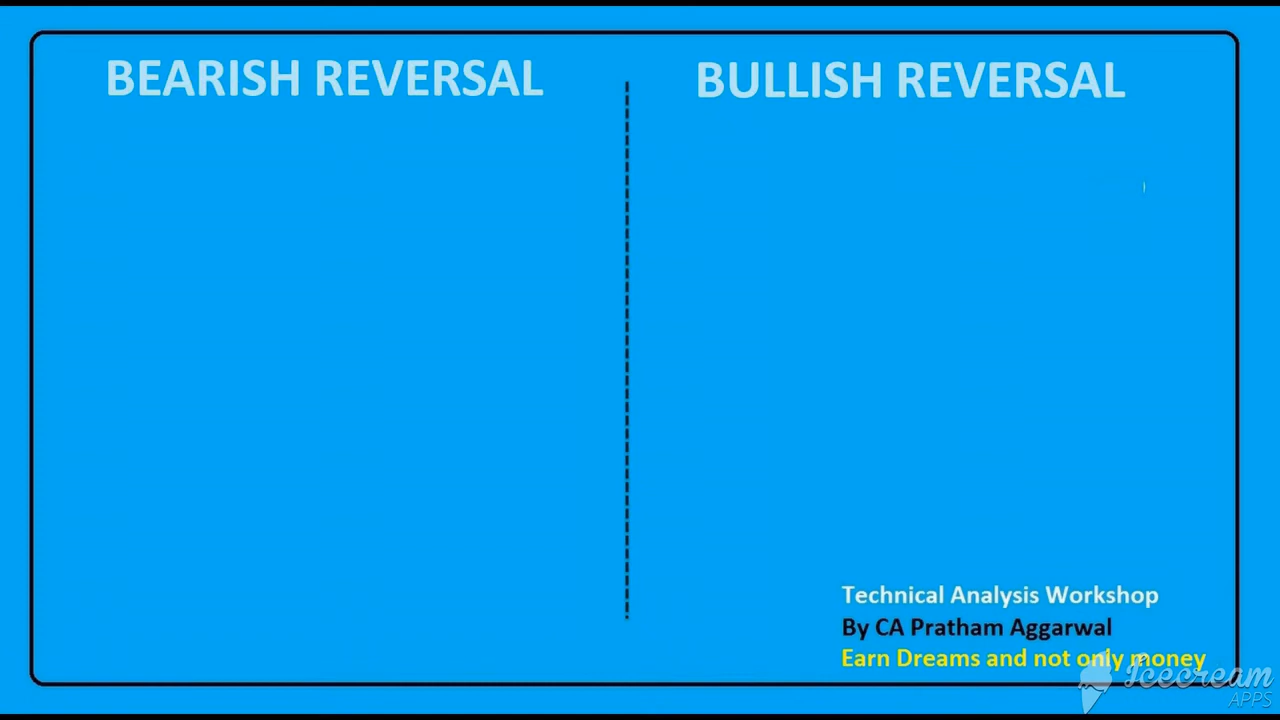 BEARISH REVERSAL
BULLISH REVERSAL
Technical Analysis Workshop
By CA Pratham Aggarwal
Earn Dreams and not only money
Icecream
APPS